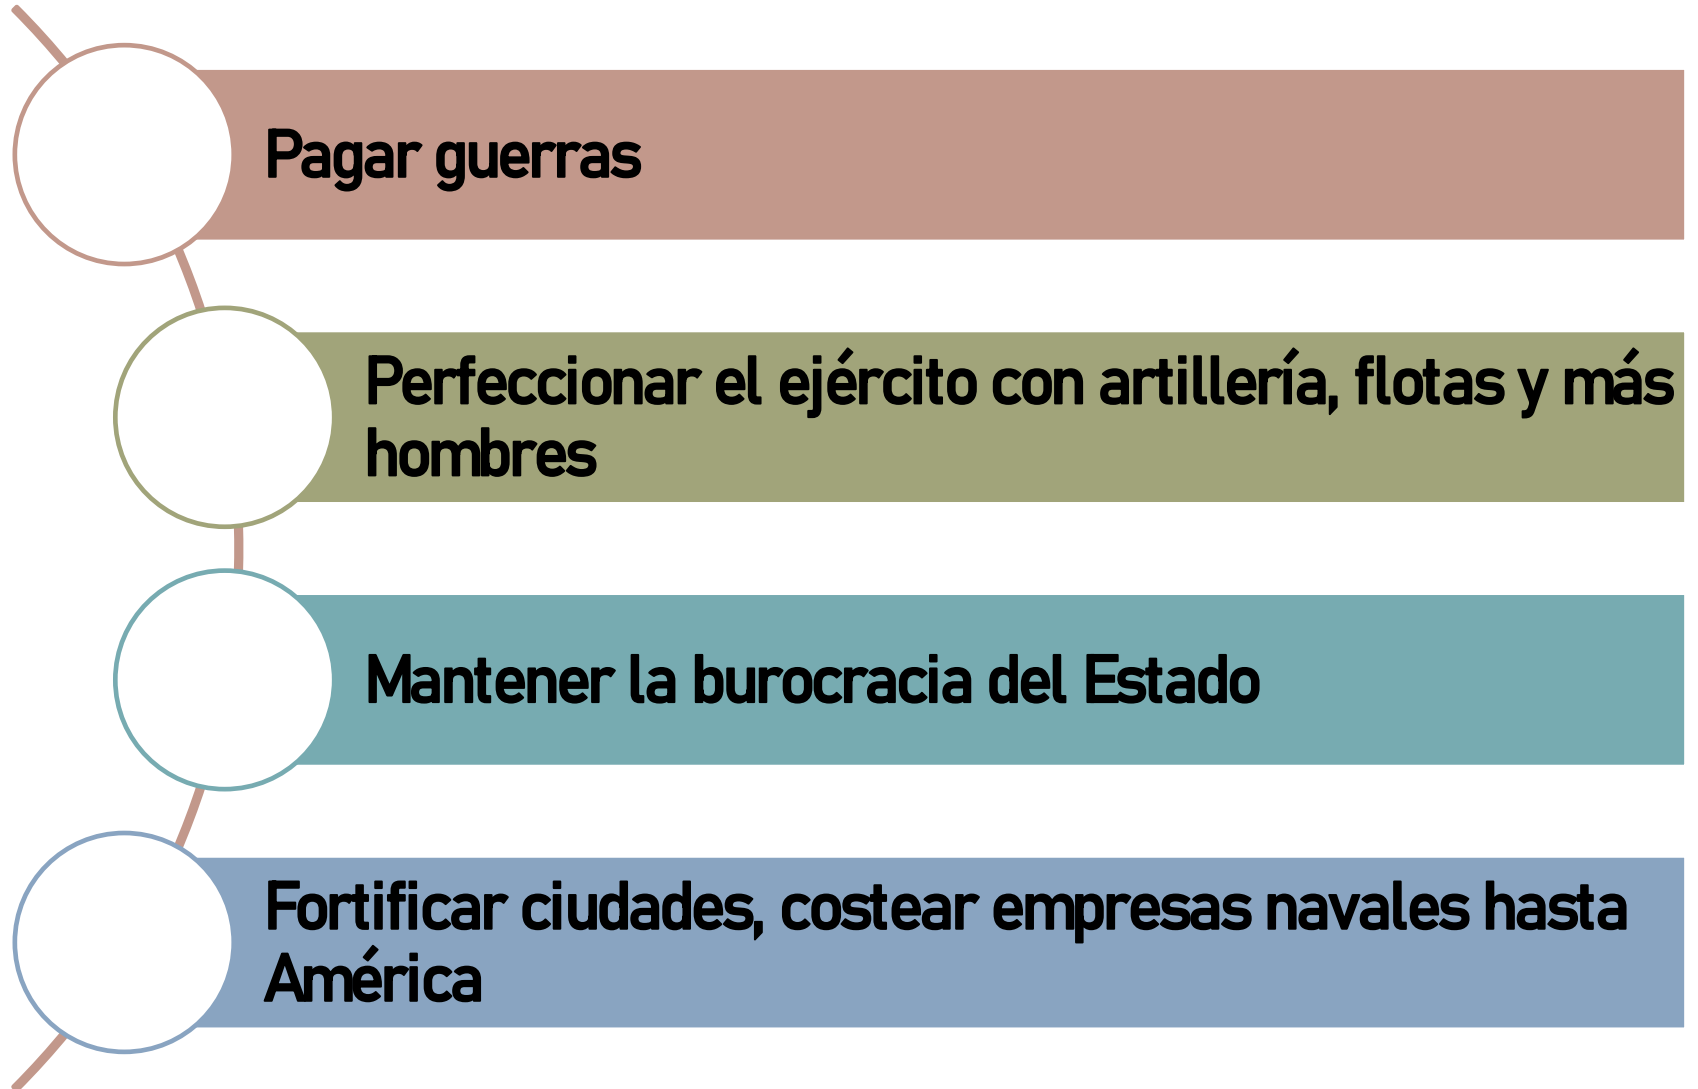 Pagar guerras
Perfeccionar el ejército con artillería, flotas y más
hombres
Mantener la burocracia del Estado
Fortificar ciudades, costear empresas navales hasta
América